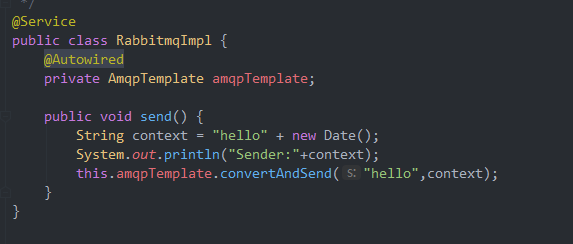 */
@Service
public class RabbitmqImpl {
    @Autowired
    private AmqpTemplate amqpTemplate;
    public void send() {
        String context = "hello" + new Date();
        System.out.println("Sender:"+context);
        this.amqpTemplate.convertAndSend( s: "hello",context);
    }
}